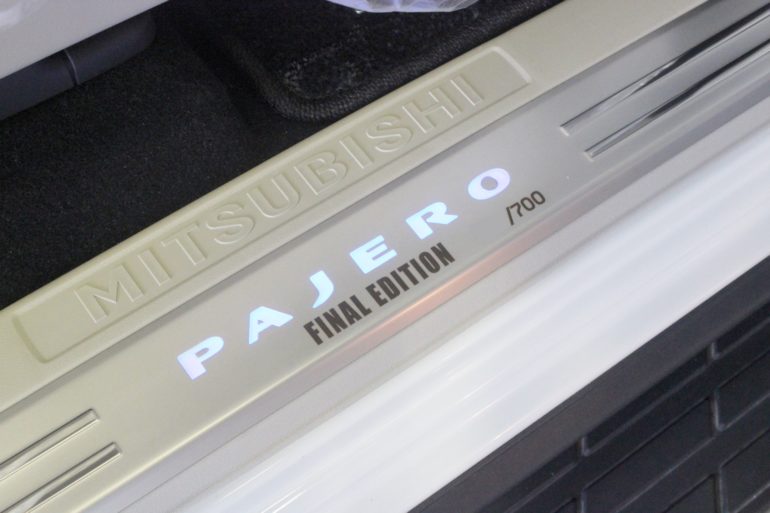 MITSUBISHI
PAJERO
FINAL EDITION
/700